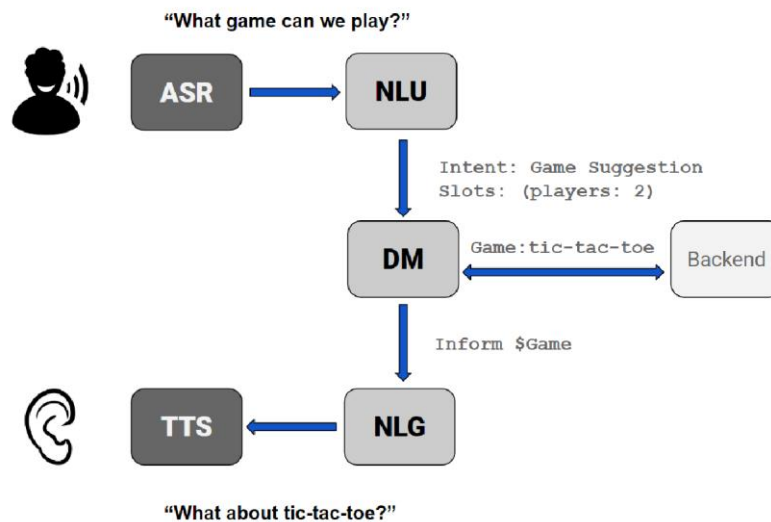 “What game can we play?”
ASR
NLU
Intent: Game Suggestion
Slots: (players: 2)
DM
Game:tic-tac-toe
Backend
Inform $Game
TTS
NLG
“What about tic-tac-toe?”